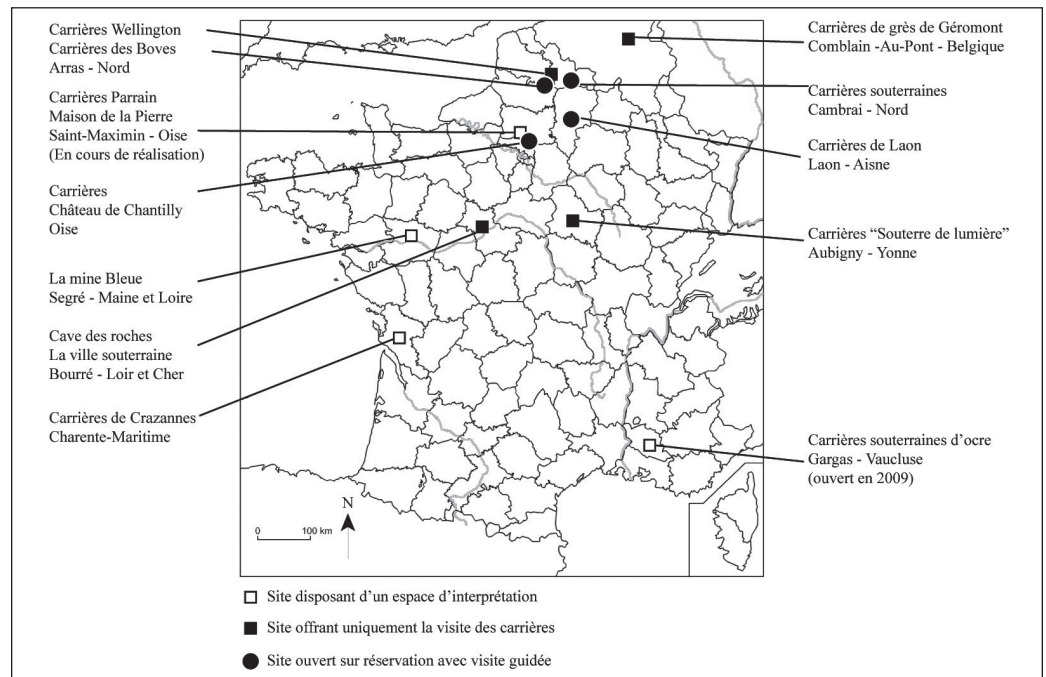 Carrières Wellington
Carrières des Boves
Arras - Nord
Carrières Parrain
Maison de la Pierre
Saint-Maximin - Oise
(En cours de réalisation)
Carrières
Château de Chantilly
Oise
La mine Bleue
Segré - Maine et Loire
Cave des roches
La ville souterraine
Bourré - Loir et Cher
Carrières de Crazannes
Charente-Maritime
Carrières de grès de Géromont
Comblain -Au-Pont - Belgique
Carrières souterraines
Cambrai - Nord
Carrières de Laon
Laon - Aisne
Carrières “Souterre de lumière”
Aubigny - Yonne
Carrières souterraines d’ocre
Gargas - Vaucluse
(ouvert en 2009)
N
0 100 km
Site disposant d’un espace d’interprétation
Site offrant uniquement la visite des carrières
Site ouvert sur réservation avec visite guidée